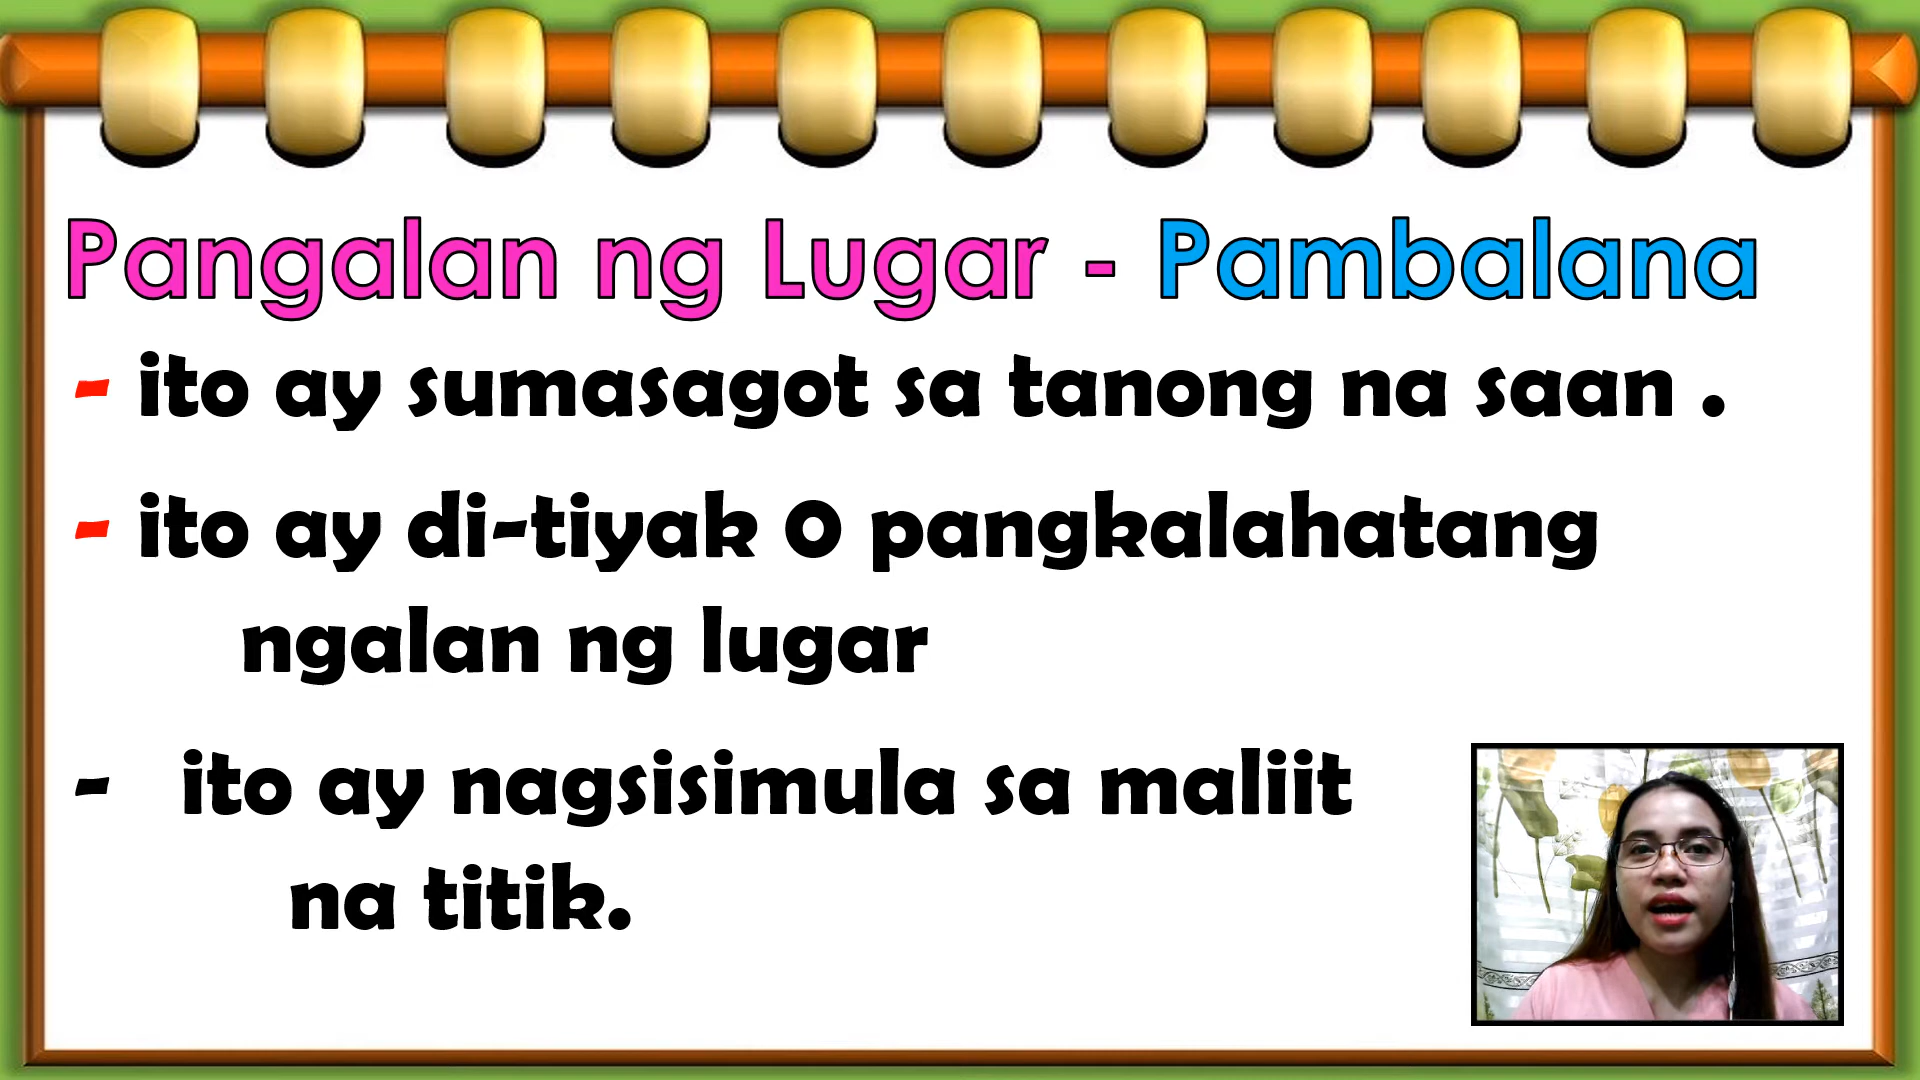 Pangalan ng Lugar - Pambalana
- ito ay sumasagot sa tanong na saan .
- ito ay di-tiyak O pangkalahatang
ngalan ng lugar
- ito ay nagsisimula sa maliit
na titik.